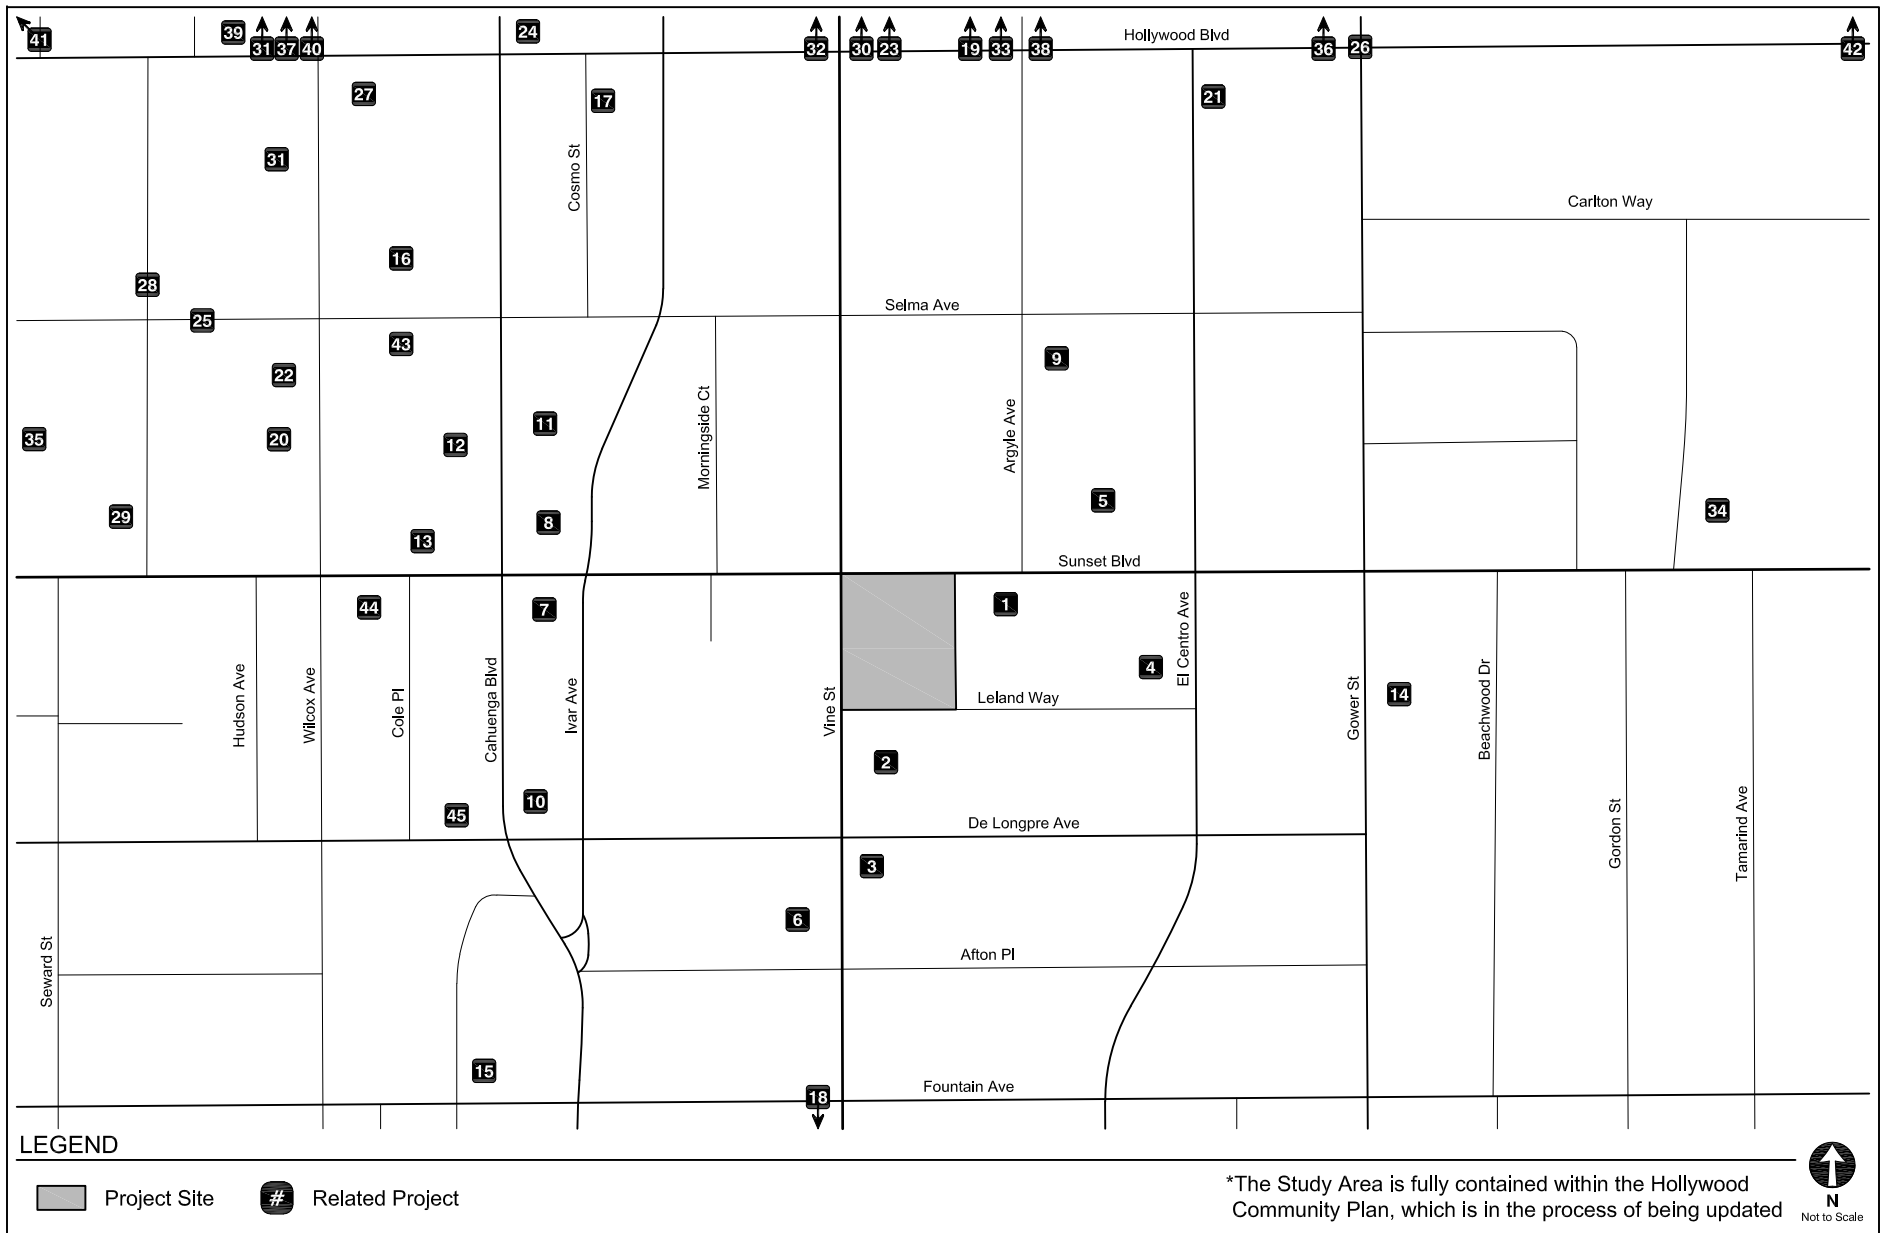 41
39
31
37
40
24
32
30
23
19
33
38
Hollywood Blvd
36
26
42
27
17
21
31
Cosmo St
Carlton Way
16
28
25
Selma Ave
43
9
22
Morningside Ct
Argyle Ave
35
20
12
11
29
13
8
5
34
Sunset Blvd
44
7
1
El Centro Ave
4
Hudson Ave
Wilcox Ave
Cole Pl
Cahuenga Blvd
Ivar Ave
Vine St
Leland Way
Gower St
14
Beachwood Dr
2
45
10
De Longpre Ave
Gordon St
Tamarind Ave
3
6
Seward St
Afton Pl
15
18
Fountain Ave
LEGEND
Project Site
# Related Project
*The Study Area is fully contained within the Hollywood
Community Plan, which is in the process of being updated
N
Not to Scale